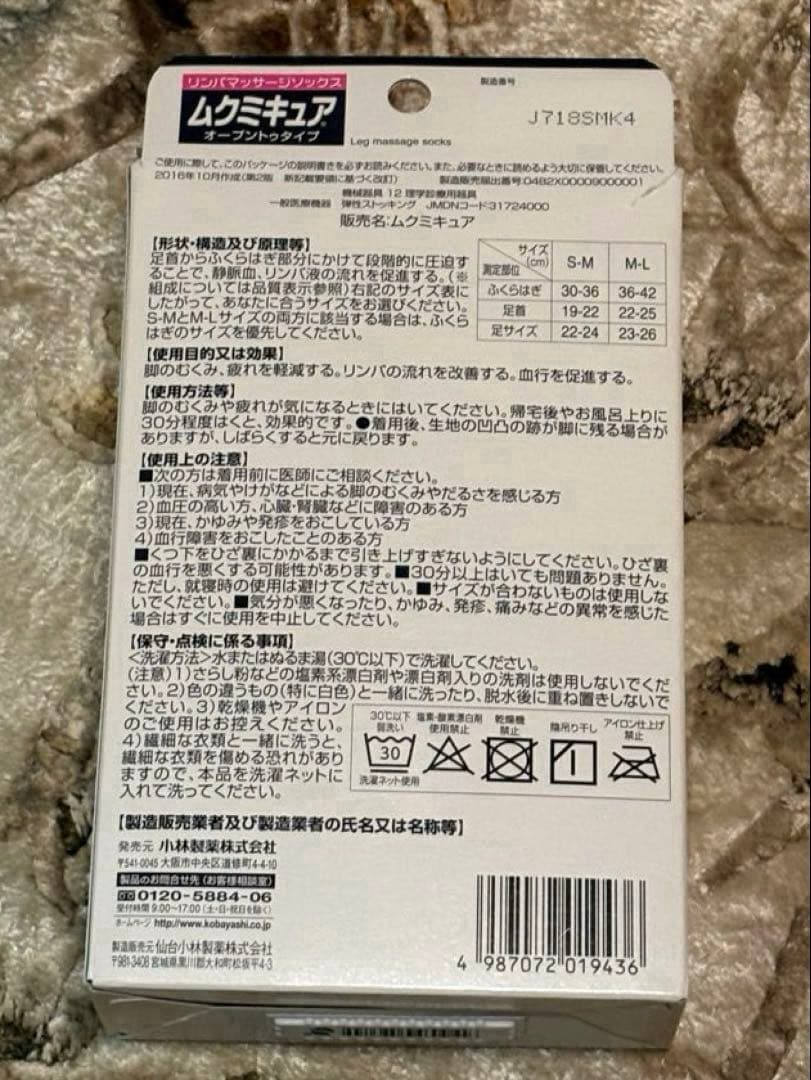 リンパマッサージソックス
ムクミキュア
オープントゥタイプ
Leg massage socks
製造番号
J718SMK4
ご使用に際して、このパッケージの説明書きを必ずお読みください。また、必要なときに読めるよう大切に保管してください。
2016年10月作成(第2版 新記載要領に基づく改訂) 製造販売届出番号:04B2X00009000001
機械器具 12 理学診療用器具
一般医療機器 弾性ストッキング JMDNコード:31724000
販売名:ムクミキュア
【形状・構造及び原理等】
足首からふくらはぎ部分にかけて段階的に圧迫す
ることで、静脈血、リンパ液の流れを促進する。(※
組成については品質表示参照)右記のサイズ表に
したがって、あなたに合うサイズをお選びください。
S-MとM-Lサイズの両方に該当する場合は、ふくら
はぎのサイズを優先してください。
サイズ(cm) 測定部位 S-M M-L
ふくらはぎ 30-36 36-42
足首 19-22 22-25
足サイズ 22-24 23-26
【使用目的又は効果】
脚のむくみ、疲れを軽減する。リンパの流れを改善する。血行を促進する。
【使用方法等】
脚のむくみや疲れが気になるときにはいてください。帰宅後やお風呂上りに
30分程度はくと、効果的です。●着用後、生地の凹凸の跡が脚に残る場合が
ありますが、しばらくすると元に戻ります。
【使用上の注意】
■次の方は着用前に医師にご相談ください。
1)現在、病気やけがなどによる脚のむくみやだるさを感じる方
2)血圧の高い方、心臓・腎臓などに障害のある方
3)現在、かゆみや発疹をおこしている方
4)血行障害をおこしたことのある方
■くつ下をひざ裏にかかるまで引き上げすぎないようにしてください。ひざ裏
の血行を悪くする可能性があります。■30分以上はいても問題ありません。
ただし、就寝時の使用は避けてください。■サイズが合わないものは使用しな
いでください。■気分が悪くなったり、かゆみ、発疹、痛みなどの異常を感じた
場合はすぐに使用を中止してください。
【保守・点検に係る事項】
<洗濯方法>水またはぬるま湯(30℃以下)で洗濯してください。
(注意)1)さらし粉などの塩素系漂白剤や漂白剤入りの洗剤は使用しないでくだ
さい。2)色の違うもの(特に白色)と一緒に洗ったり、脱水後に重ね置きしないで
ください。3)乾燥機やアイロン
のご使用はお控えください。
4)繊細な衣類と一緒に洗うと、
繊細な衣類を傷める恐れがあり
ますので、本品を洗濯ネットに
入れて洗ってください。
30℃以下 弱洗い 塩素・酸素漂白剤 使用禁止 乾燥機 禁止 陰吊り干し アイロン仕上げ 禁止
30
洗濯ネット使用
【製造販売業者及び製造業者の氏名又は名称等】
発売元 小林製薬株式会社
〒541-0045 大阪市中央区道修町4-4-10
製品のお問合せ先(お客様相談室)
0120-5884-06
受付時間 9:00~17:00(土・日・祝日を除く)
ホームページ http://www.kobayashi.co.jp
製造販売元 仙台小林製薬株式会社
〒981-3408 宮城県黒川郡大和町松坂平4-3
4 987072 019436